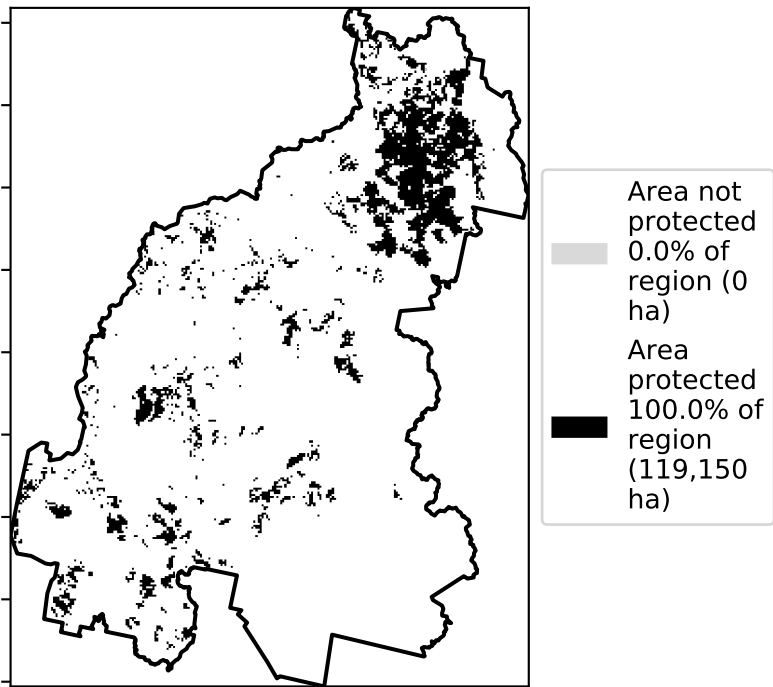 Area not
protected
0.0% of
region (0
ha)
Area
protected
100.0% of
region
(119,150
ha)